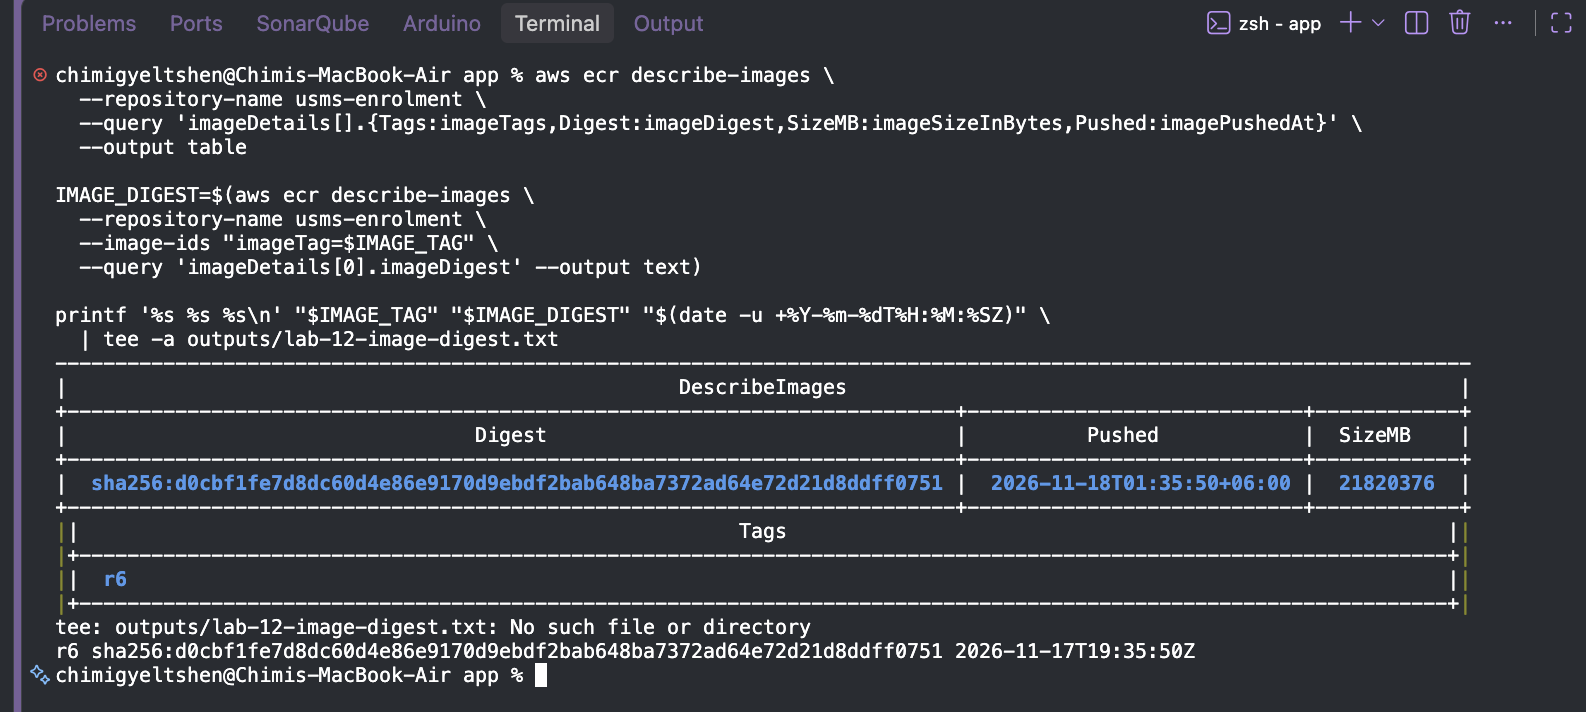 Problems Ports SonarQube Arduino Terminal Output zsh - app
chimigyeltshen@Chimis-MacBook-Air app % aws ecr describe-images \
  --repository-name usms-enrolment \
  --query 'imageDetails[].{Tags:imageTags,Digest:imageDigest,SizeMB:imageSizeInBytes,Pushed:imagePushedAt}' \
  --output table
IMAGE_DIGEST=$(aws ecr describe-images \
  --repository-name usms-enrolment \
  --image-ids "imageTag=$IMAGE_TAG" \
  --query 'imageDetails[0].imageDigest' --output text)
printf '%s %s %s\n' "$IMAGE_TAG" "$IMAGE_DIGEST" "$(date -u +%Y-%m-%dT%H:%M:%SZ)" \
  | tee -a outputs/lab-12-image-digest.txt
DescribeImages
Digest | Pushed | SizeMB
sha256:d0cbf1fe7d8dc60d4e86e9170d9ebdf2bab648ba7372ad64e72d21d8ddff0751 | 2026-11-18T01:35:50+06:00 | 21820376
Tags
r6
tee: outputs/lab-12-image-digest.txt: No such file or directory
r6 sha256:d0cbf1fe7d8dc60d4e86e9170d9ebdf2bab648ba7372ad64e72d21d8ddff0751 2026-11-17T19:35:50Z
chimigyeltshen@Chimis-MacBook-Air app %